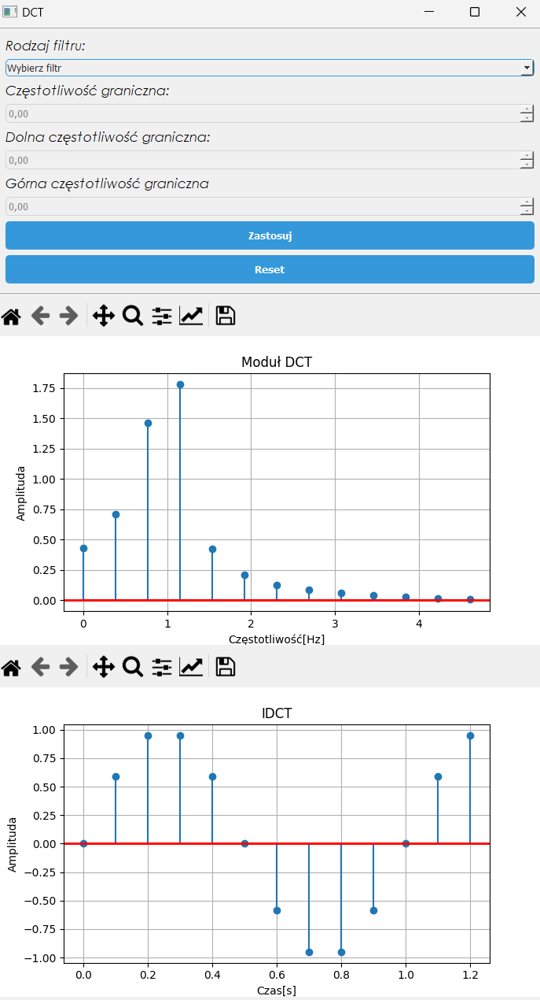 DCT
Rodzaj filtru:
Wybierz filtr
Częstotliwość graniczna:
0,00
Dolna częstotliwość graniczna:
0,00
Górna częstotliwość graniczna
0,00
Zastosuj
Reset
Moduł DCT
1.75
1.50
1.25
1.00
0.75
0.50
0.25
0.00
Amplituda
0 1 2 3 4
Częstotliwość[Hz]
IDCT
1.00
0.75
0.50
0.25
0.00
−0.25
−0.50
−0.75
−1.00
Amplituda
0.0 0.2 0.4 0.6 0.8 1.0 1.2
Czas[s]